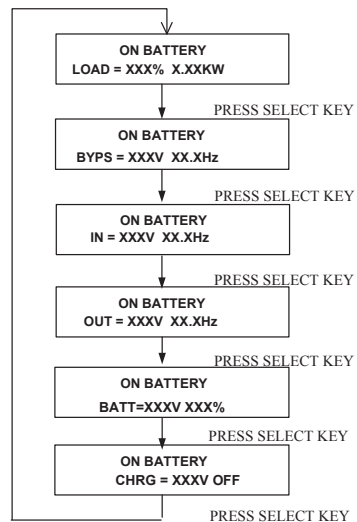 ON BATTERY
LOAD = XXX% X.XXKW
PRESS SELECT KEY
ON BATTERY
BYPS = XXXV XX.XHz
PRESS SELECT KEY
ON BATTERY
IN = XXXV XX.XHz
PRESS SELECT KEY
ON BATTERY
OUT = XXXV XX.XHz
PRESS SELECT KEY
ON BATTERY
BATT=XXXV XXX%
PRESS SELECT KEY
ON BATTERY
CHRG = XXXV OFF
PRESS SELECT KEY